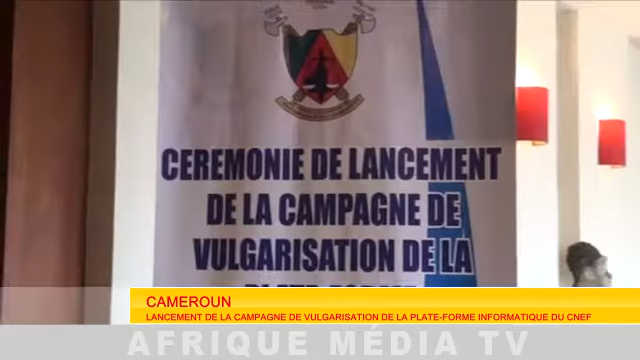 CEREMONIE DE LANCEMENT
DE LA CAMPAGNE DE
VULGARISATION DE LA
CAMEROUN
LANCEMENT DE LA CAMPAGNE DE VULGARISATION DE LA PLATE-FORME INFORMATIQUE DU CNEF
AFRIQUE MÉDIA TV